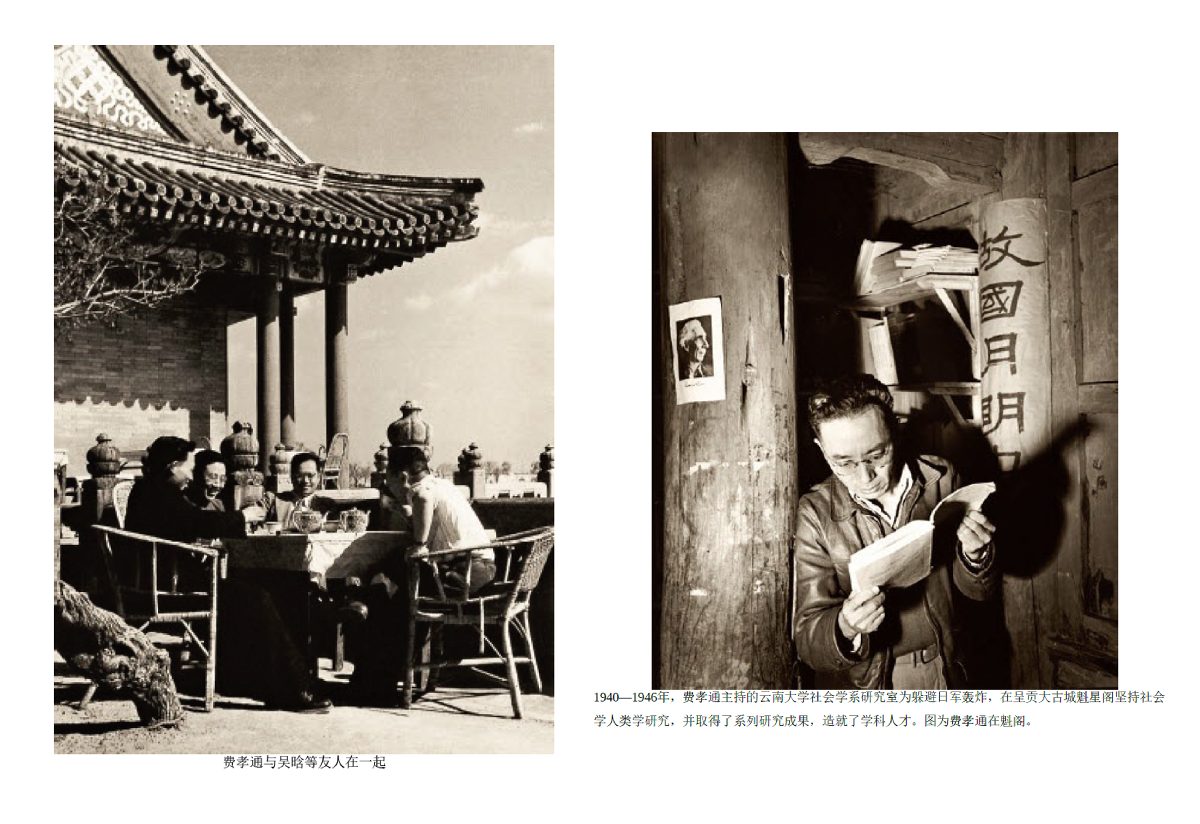 故國月明
费孝通与吴晗等友人在一起
1940—1946年，费孝通主持的云南大学社会学系研究室为躲避日军轰炸，在呈贡大古城魁星阁坚持社会
学人类学研究，并取得了系列研究成果，造就了学科人才。图为费孝通在魁阁。